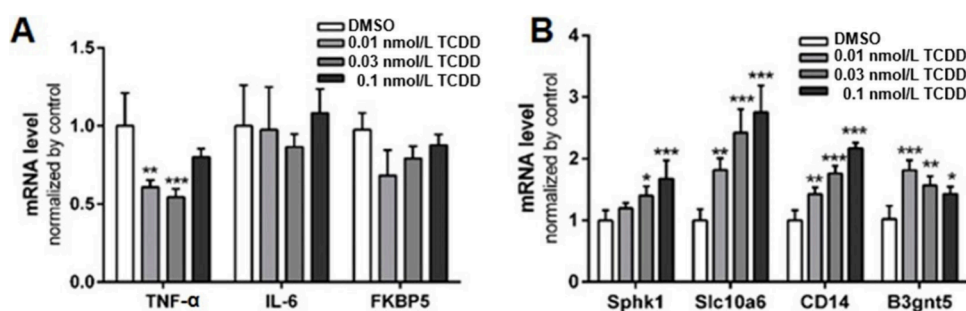 A
DMSO
0.01 nmol/L TCDD
0.03 nmol/L TCDD
0.1 nmol/L TCDD
mRNA level
normalized by control
1.5
1.0
0.5
0.0
** ***
TNF-α IL-6 FKBP5
B
DMSO
0.01 nmol/L TCDD
0.03 nmol/L TCDD
0.1 nmol/L TCDD
mRNA level
normalized by control
4
3
2
1
0
* *** ** *** *** ** *** *** *** ** *
Sphk1 Slc10a6 CD14 B3gnt5